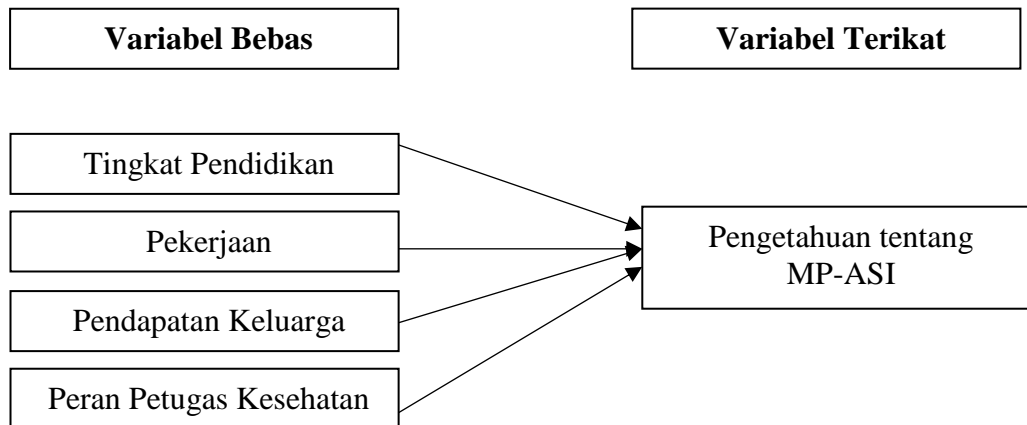 Variabel Bebas
Variabel Terikat
Tingkat Pendidikan
Pekerjaan
Pendapatan Keluarga
Peran Petugas Kesehatan
Pengetahuan tentang
MP-ASI